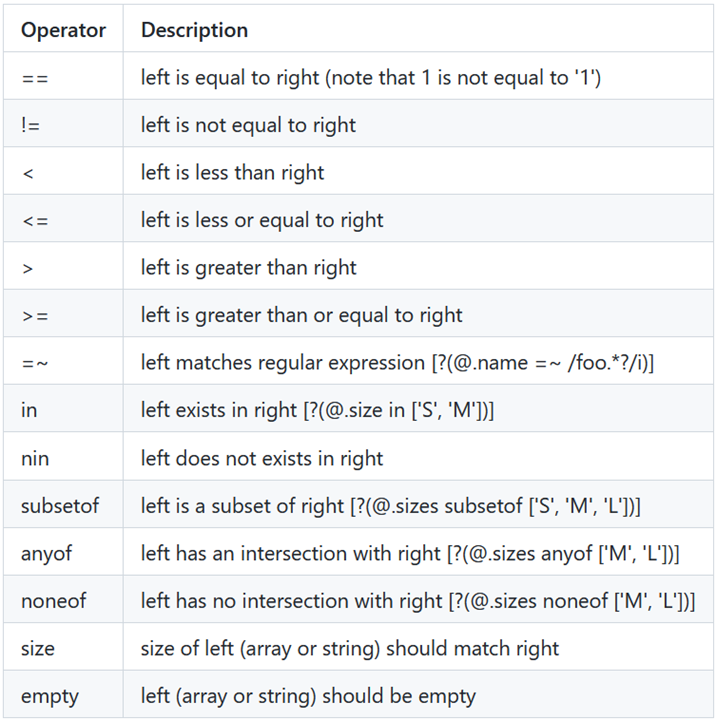 Operator Description
== left is equal to right (note that 1 is not equal to '1')
!= left is not equal to right
< left is less than right
<= left is less or equal to right
> left is greater than right
>= left is greater than or equal to right
=~ left matches regular expression [?(@.name =~ /foo.*?/i)]
in left exists in right [?(@.size in ['S', 'M'])]
nin left does not exists in right
subsetof left is a subset of right [?(@.sizes subsetof ['S', 'M', 'L'])]
anyof left has an intersection with right [?(@.sizes anyof ['M', 'L'])]
noneof left has no intersection with right [?(@.sizes noneof ['M', 'L'])]
size size of left (array or string) should match right
empty left (array or string) should be empty